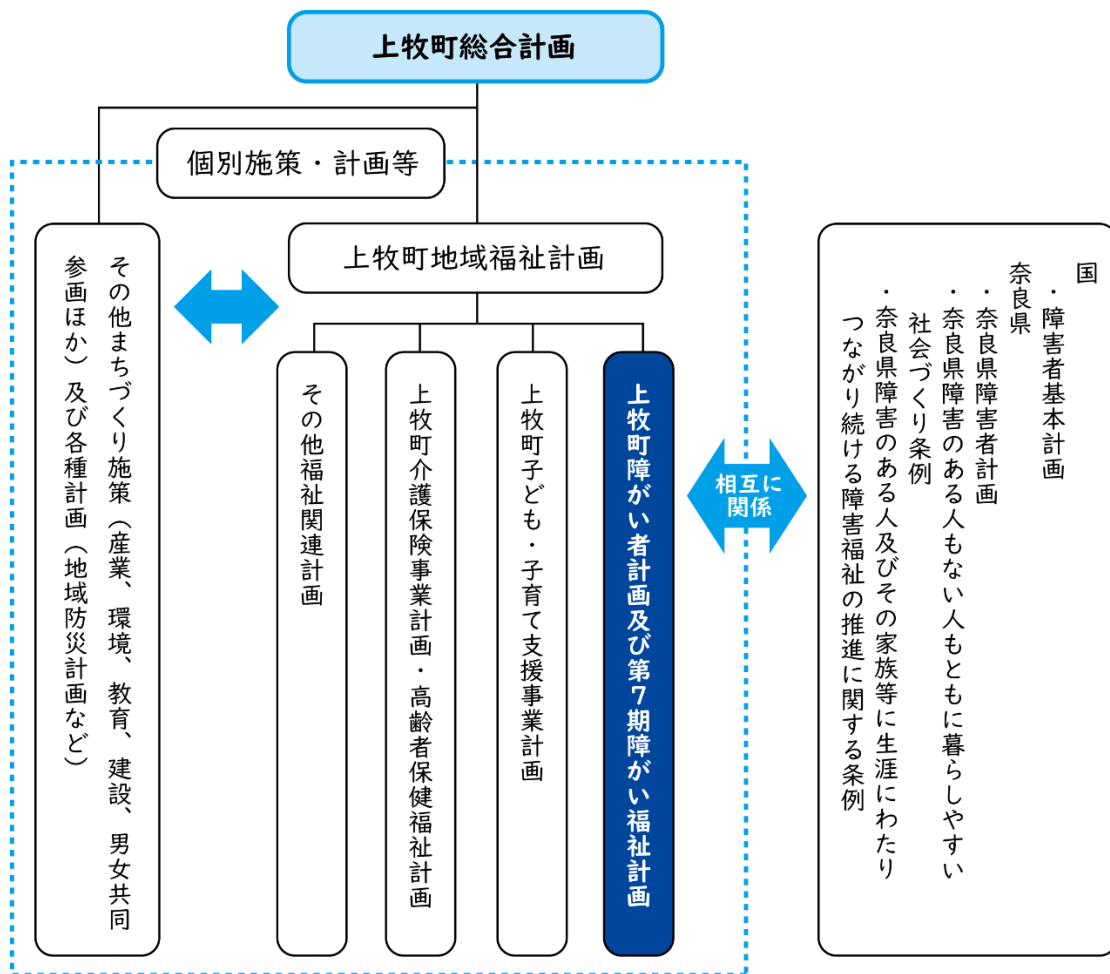 上牧町総合計画
個別施策・計画等
上牧町地域福祉計画
その他まちづくり施策（産業、環境、教育、建設、男女共同
参画ほか）及び各種計画（地域防災計画など）
その他福祉関連計画
上牧町介護保険事業計画・高齢者保健福祉計画
上牧町子ども・子育て支援事業計画
上牧町障がい者計画及び第7期障がい福祉計画
相互に
関係
国
・障害者基本計画
奈良県
・奈良県障害者計画
・奈良県障害のある人もない人もともに暮らしやすい
社会づくり条例
・奈良県障害のある人及びその家族等に生涯にわたり
つながり続ける障害福祉の推進に関する条例